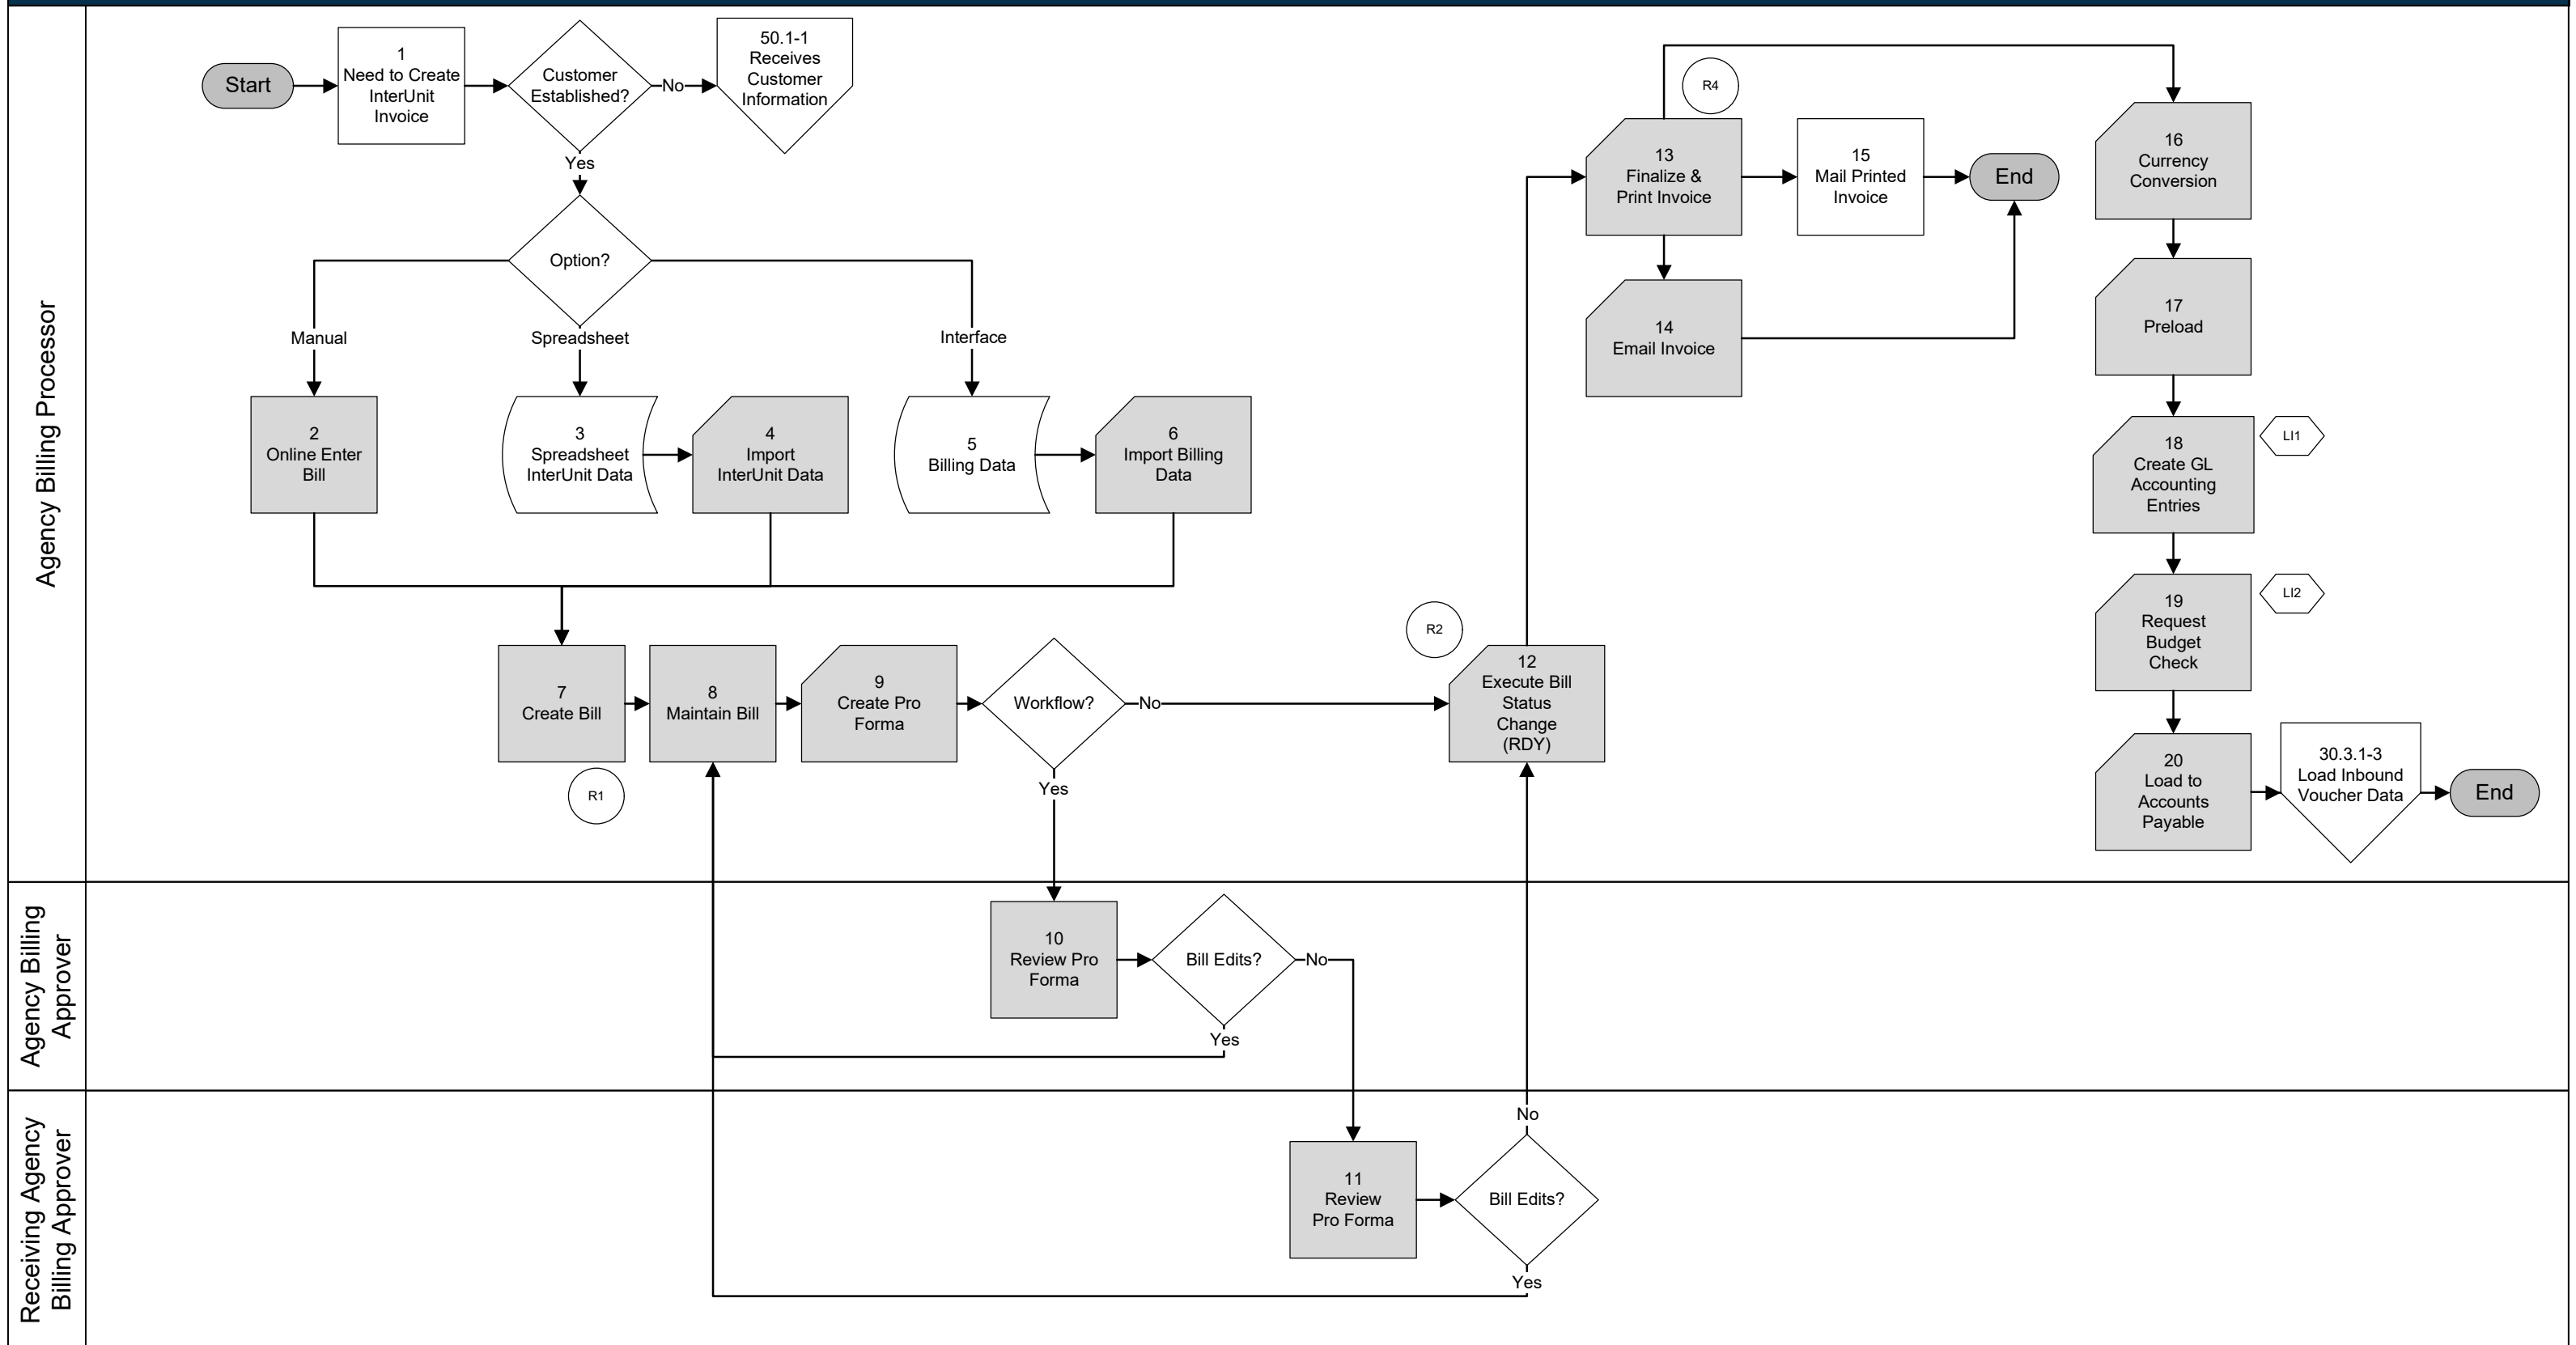 Agency Billing Processor
Start
1
Need to Create
InterUnit
Invoice
Customer
Established?
No
50.1-1
Receives
Customer
Information
Yes
Option?
Manual
Spreadsheet
Interface
2
Online Enter
Bill
3
Spreadsheet
InterUnit Data
4
Import
InterUnit Data
5
Billing Data
6
Import Billing
Data
7
Create Bill
R1
8
Maintain Bill
9
Create Pro
Forma
Workflow?
No
Yes
R2
12
Execute Bill
Status
Change
(RDY)
R4
13
Finalize &
Print Invoice
15
Mail Printed
Invoice
End
14
Email Invoice
16
Currency
Conversion
17
Preload
18
Create GL
Accounting
Entries
LI1
19
Request
Budget
Check
LI2
20
Load to
Accounts
Payable
30.3.1-3
Load Inbound
Voucher Data
End
Agency Billing
Approver
10
Review Pro
Forma
Bill Edits?
No
Yes
Receiving Agency
Billing Approver
11
Review
Pro Forma
Bill Edits?
No
Yes